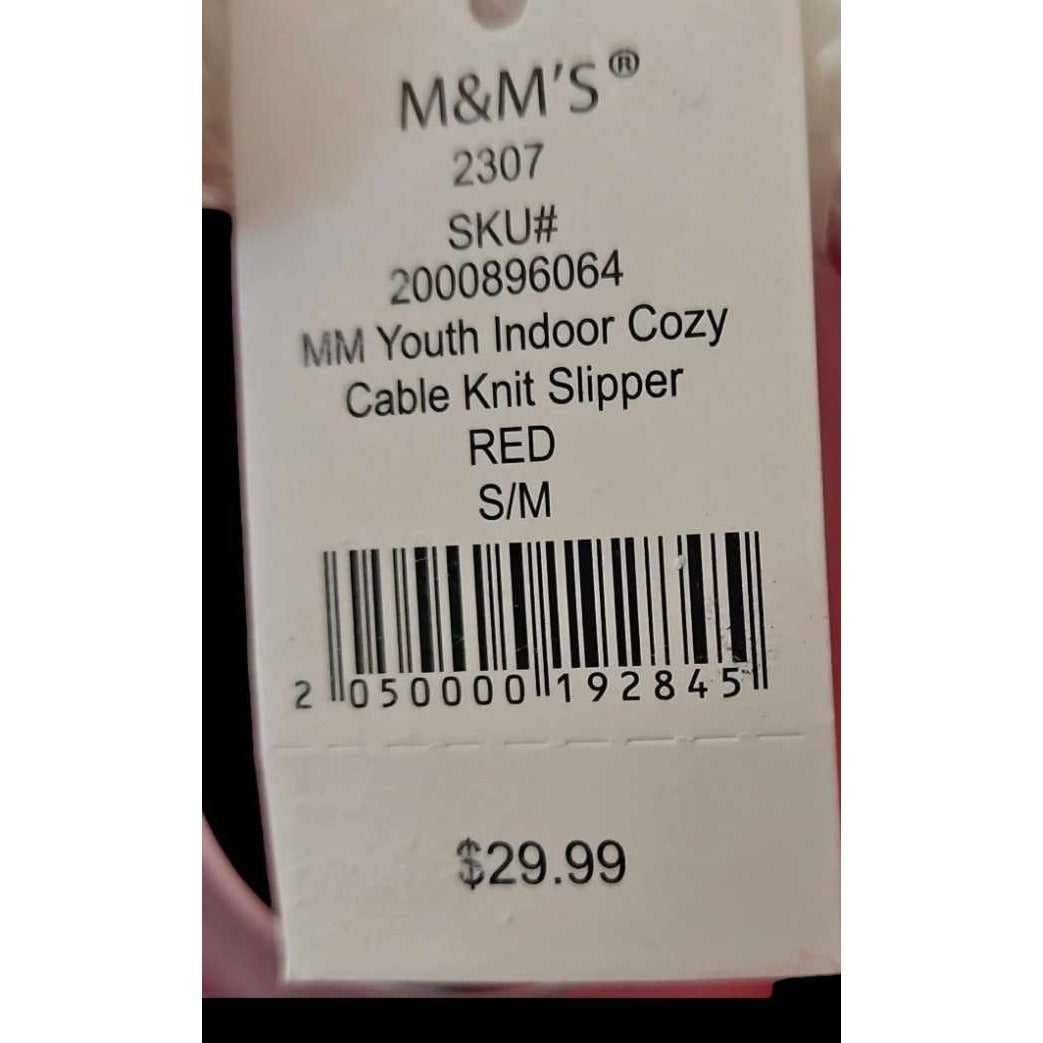 M&M'S®
2307
SKU#
2000896064
MM Youth Indoor Cozy
Cable Knit Slipper
RED
S/M
2 050000 192845
$29.99